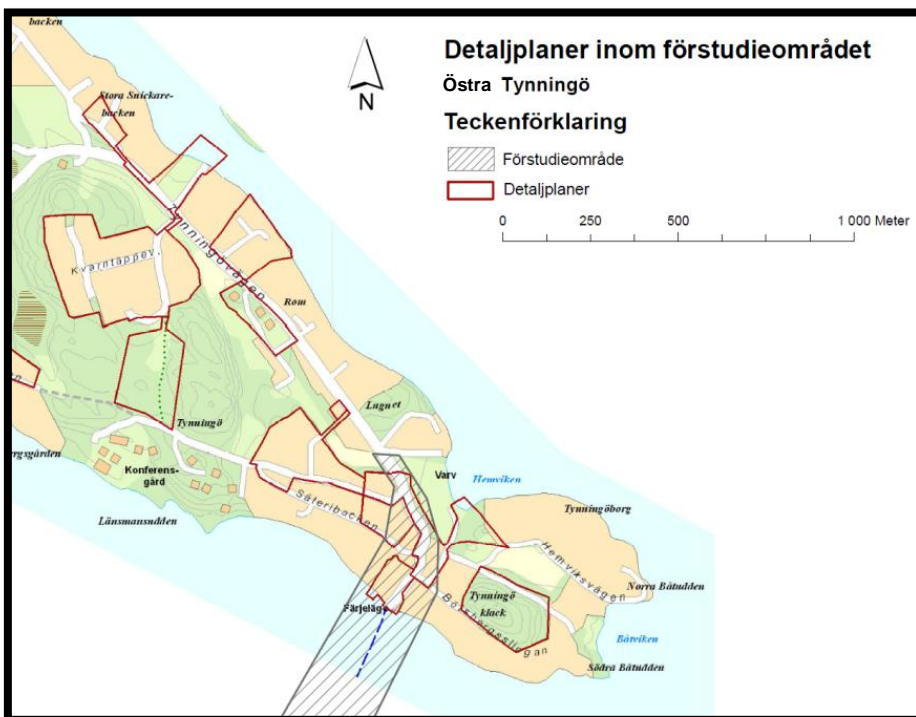 backen
Detaljplaner inom förstudieområdet
Östra Tynningö
Teckenförklaring
Förstudieområde
Detaljplaner
0 250 500 1 000 Meter
N
Stora Snickare-
backen
Tynningövägen
Kvarntäppev.
Rom
Lugnet
Tynningö
Konferens-
gård
Länsmansudden
Säteribacken
Varv
Hemviken
Tynningöborg
Hemviksvägen
Norra Båtudden
Färjeläge
Tynningö
klack
Båtviken
Södra Båtudden